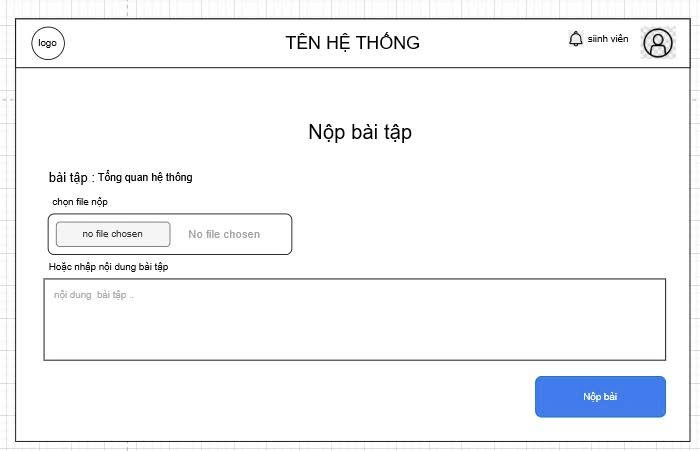 logo
TÊN HỆ THỐNG
siinh viên
Nộp bài tập
bài tập : Tổng quan hệ thông
chọn file nộp
no file chosen
No file chosen
Hoặc nhập nội dung bài tập
nội dung bài tập ..
Nộp bài